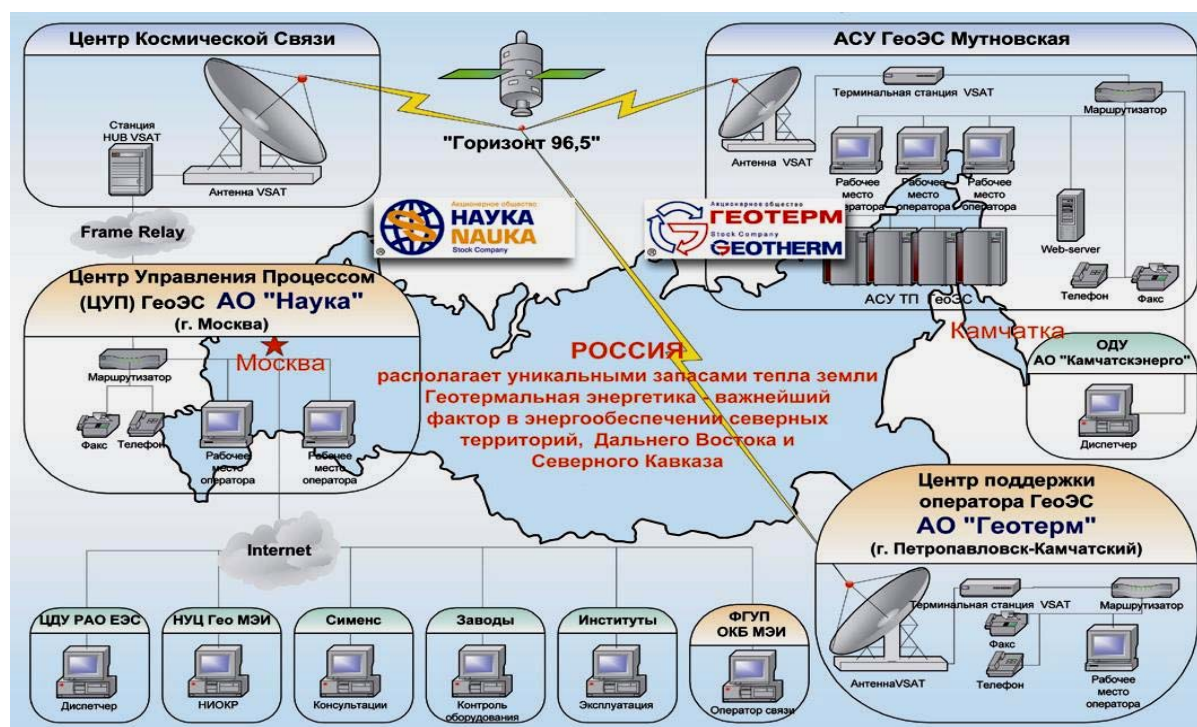 Центр Космической Связи
Станция
HUB VSAT
Антенна VSAT
"Горизонт 96,5"
АСУ ГеоЭС Мутновская
Терминальная станция VSAT
Маршрутизатор
Антенна VSAT
Рабочее
место
оператора
Рабочее
место
оператора
Рабочее
место
оператора
Web-server
АСУ ТП ГеоЭС
Телефон
Факс
Frame Relay
Акционерное общество
НАУКА
NAUKA
Stock Company
®
Акционерное общество
ГЕОТЕРМ
Stock Company
GEOTHERM
®
Центр Управления Процессом
(ЦУП) ГеоЭС АО "Наука"
(г. Москва)
Москва
Маршрутизатор
Факс
Телефон
Рабочее
место
оператора
Рабочее
место
оператора
РОССИЯ
располагает уникальными запасами тепла земли
Геотермальная энергетика - важнейший
фактор в энергообеспечении северных
территорий, Дальнего Востока и
Северного Кавказа
Камчатка
ОДУ
АО "Камчатскэнерго"
Диспетчер
Центр поддержки
оператора ГеоЭС
АО "Геотерм"
(г. Петропавловск-Камчатский)
Терминальная станция VSAT
Маршрутизатор
Факс
Телефон
АнтеннаVSAT
Рабочее
место
оператора
Internet
ЦДУ РАО ЕЭС
Диспетчер
НУЦ Гео МЭИ
НИОКР
Сименс
Консультации
Заводы
Контроль
оборудования
Институты
Эксплуатация
ФГУП
ОКБ МЭИ
Оператор связи